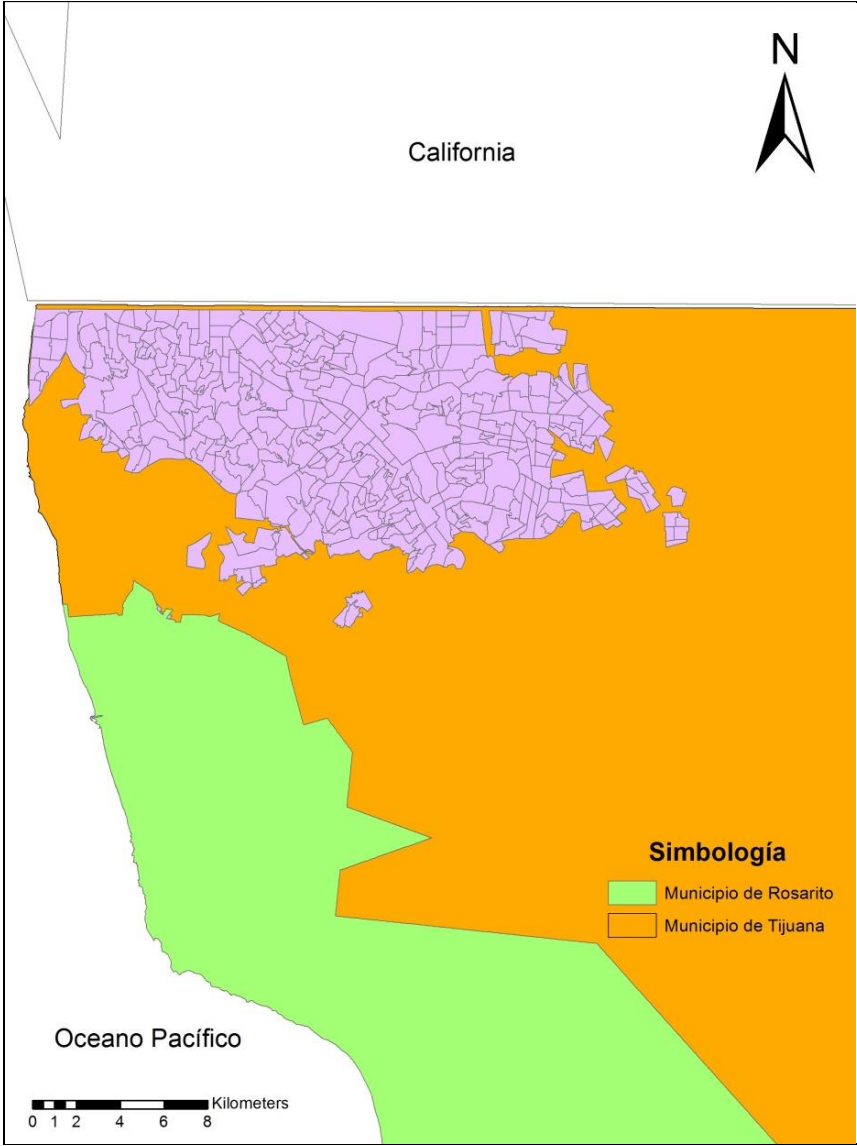 N
California
Simbología
Municipio de Rosarito
Municipio de Tijuana
Oceano Pacífico
Kilometers
0 1 2 4 6 8